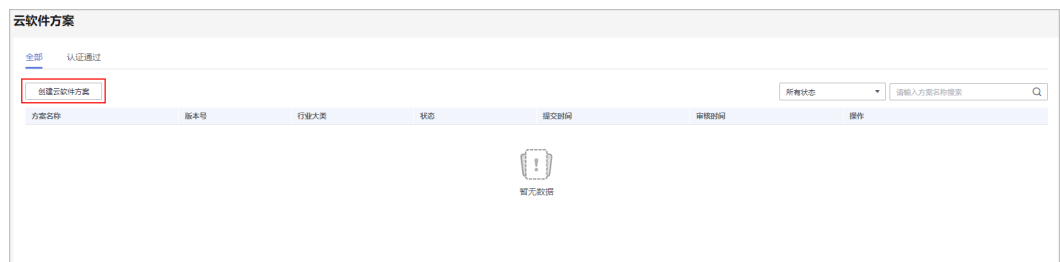 云软件方案
全部 认证通过
创建云软件方案 所有状态 请输入方案名称搜索
方案名称 版本号 行业大类 状态 提交时间 审核时间 操作
暂无数据